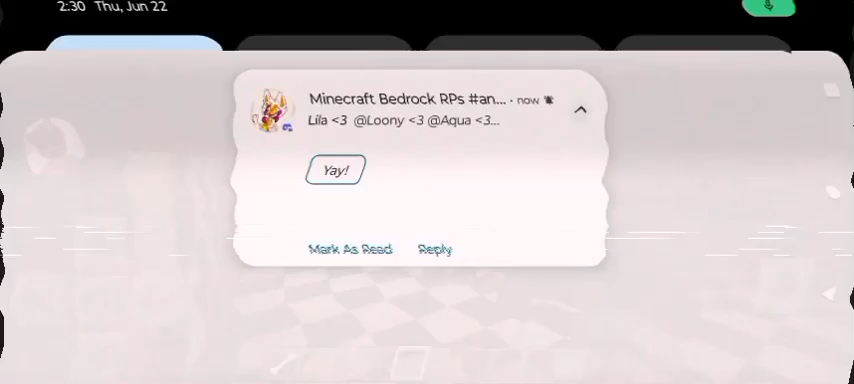 2:30 Thu, Jun 22
Minecraft Bedrock RPs #an... · now
Lila <3 @Loony <3 @Aqua <3...
Yay!
Mark As Read Reply